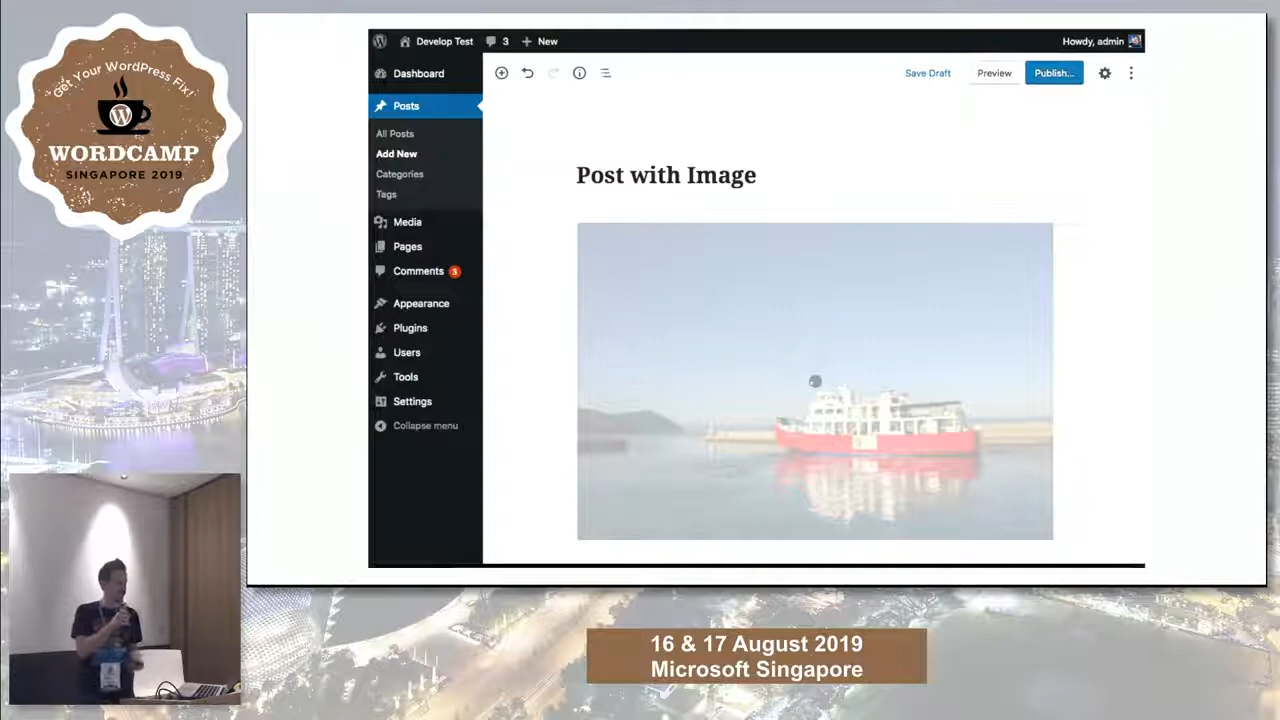 Get Your WordPress Fix!
WORDCAMP
SINGAPORE 2019
Develop Test
3
New
Howdy, admin
Dashboard
Posts
All Posts
Add New
Categories
Tags
Media
Pages
Comments 3
Appearance
Plugins
Users
Tools
Settings
Collapse menu
Save Draft
Preview
Publish...
Post with Image
16 & 17 August 2019
Microsoft Singapore